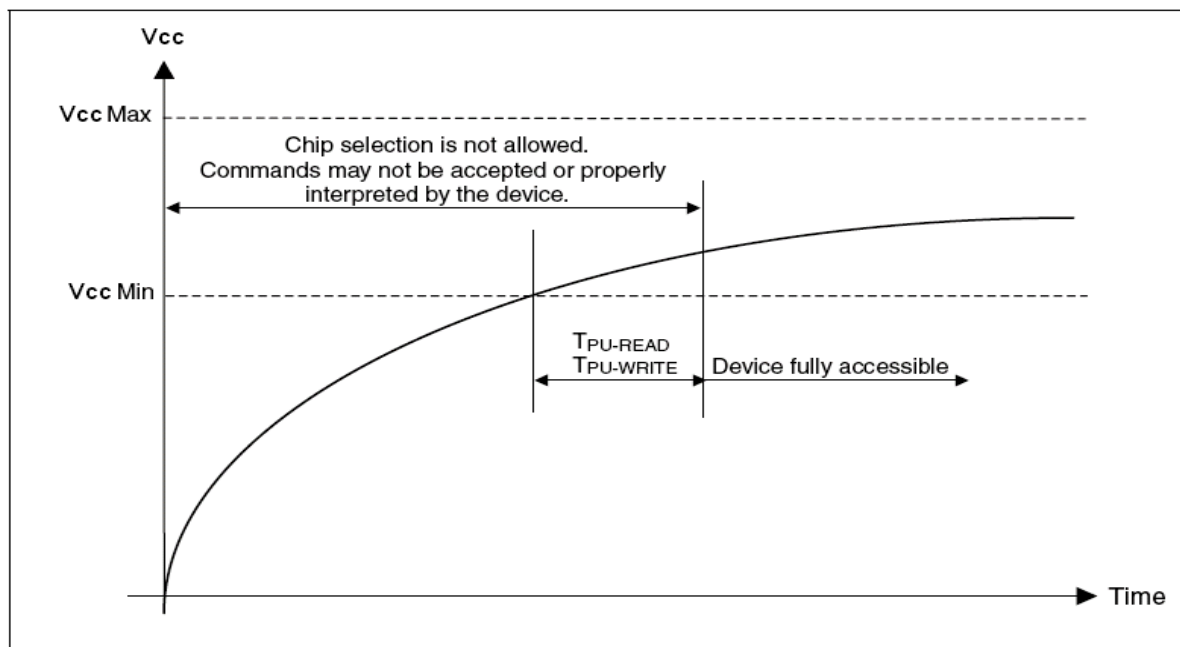 Vcc
Vcc Max
Chip selection is not allowed.
Commands may not be accepted or properly
interpreted by the device.
Vcc Min
TPU-READ
TPU-WRITE
Device fully accessible
Time